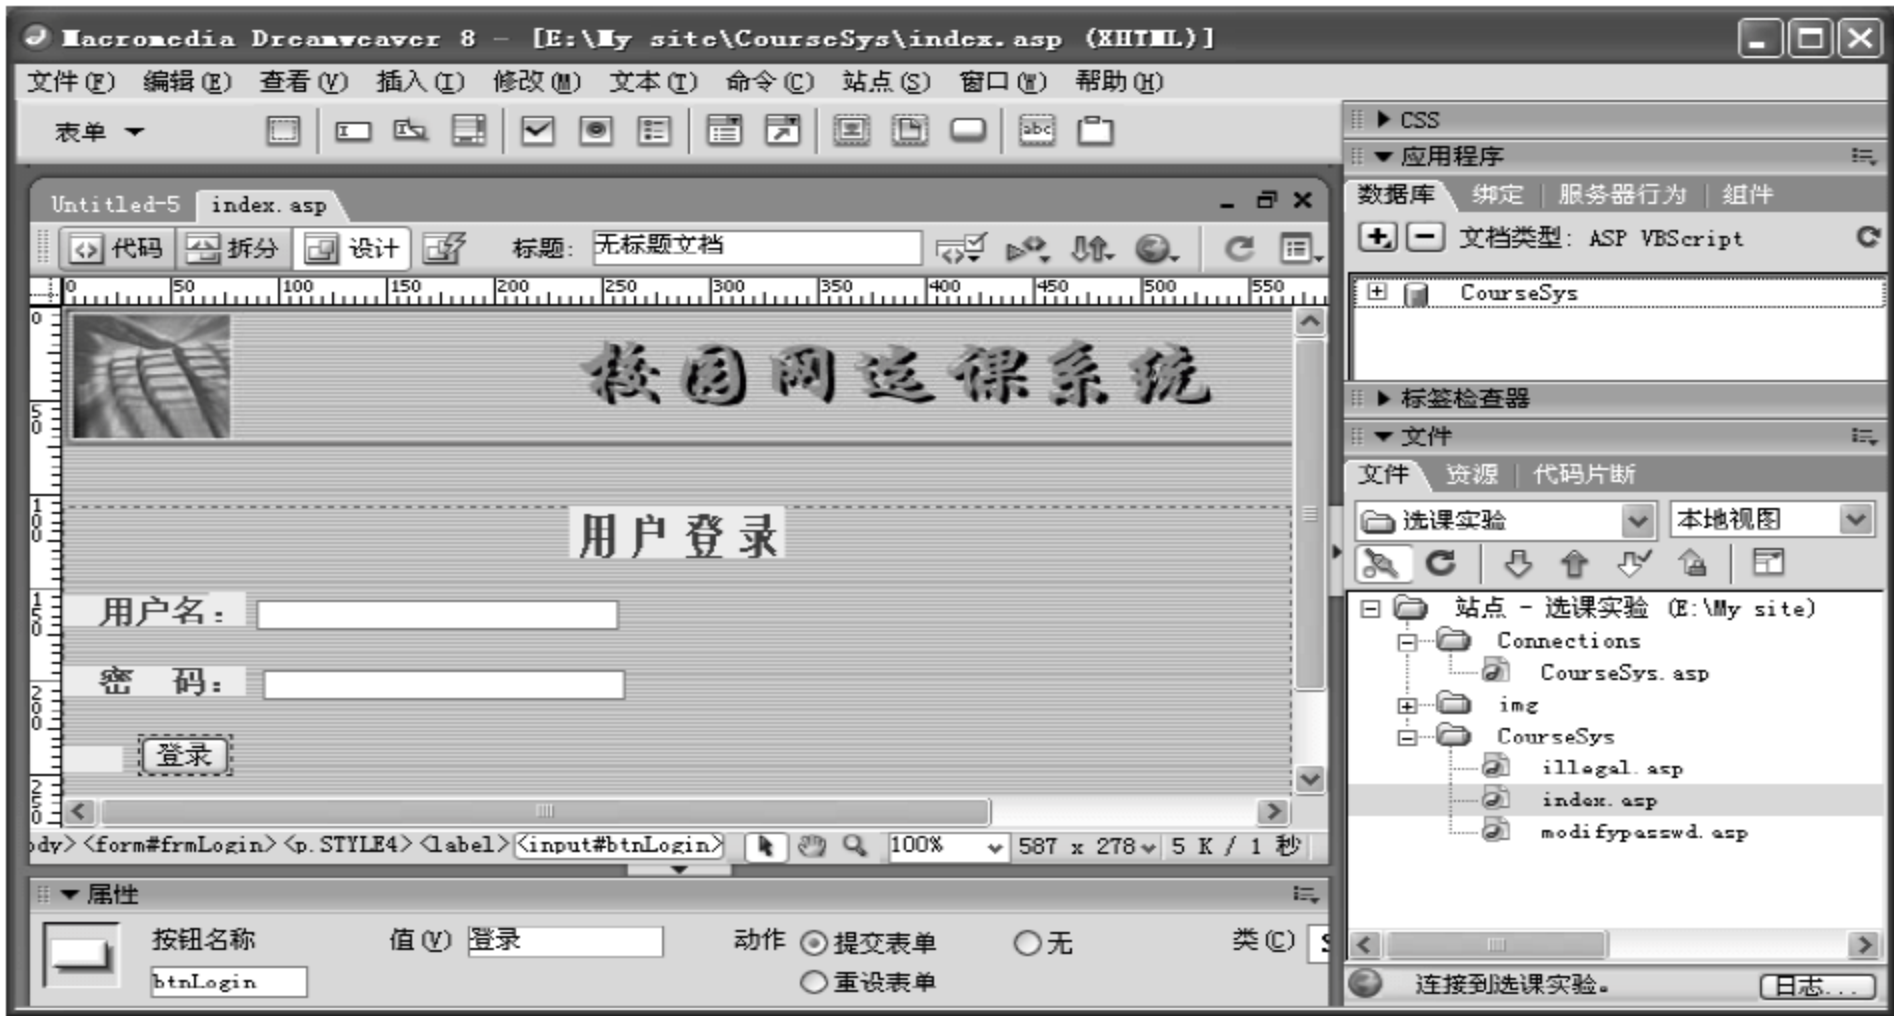 Macromedia Dreamweaver 8 - [E:\My site\CourseSys\index.asp (XHTML)]
文件(F) 编辑(E) 查看(V) 插入(I) 修改(M) 文本(T) 命令(C) 站点(S) 窗口(W) 帮助(H)
表单
abc
Untitled-5 index.asp
代码 拆分 设计 标题: 无标题文档
0 50 100 150 200 250 300 350 400 450 500 550
0
50
100
150
200
250
校园网选课系统
用户登录
用户名:
密 码:
登录
ody> <form#frmLogin> <p.STYLE4> <label> <input#btnLogin> 100% 587 x 278 5 K / 1 秒
属性
按钮名称 值(V) 登录 动作 提交表单 无 类(C) S
btnLogin 重设表单
CSS
应用程序
数据库 绑定 服务器行为 组件
文档类型: ASP VBScript
CourseSys
标签检查器
文件
文件 资源 代码片断
选课实验 本地视图
站点 - 选课实验 (E:\My site)
Connections
CourseSys.asp
img
CourseSys
illegal.asp
index.asp
modifypasswd.asp
连接到选课实验。 日志...